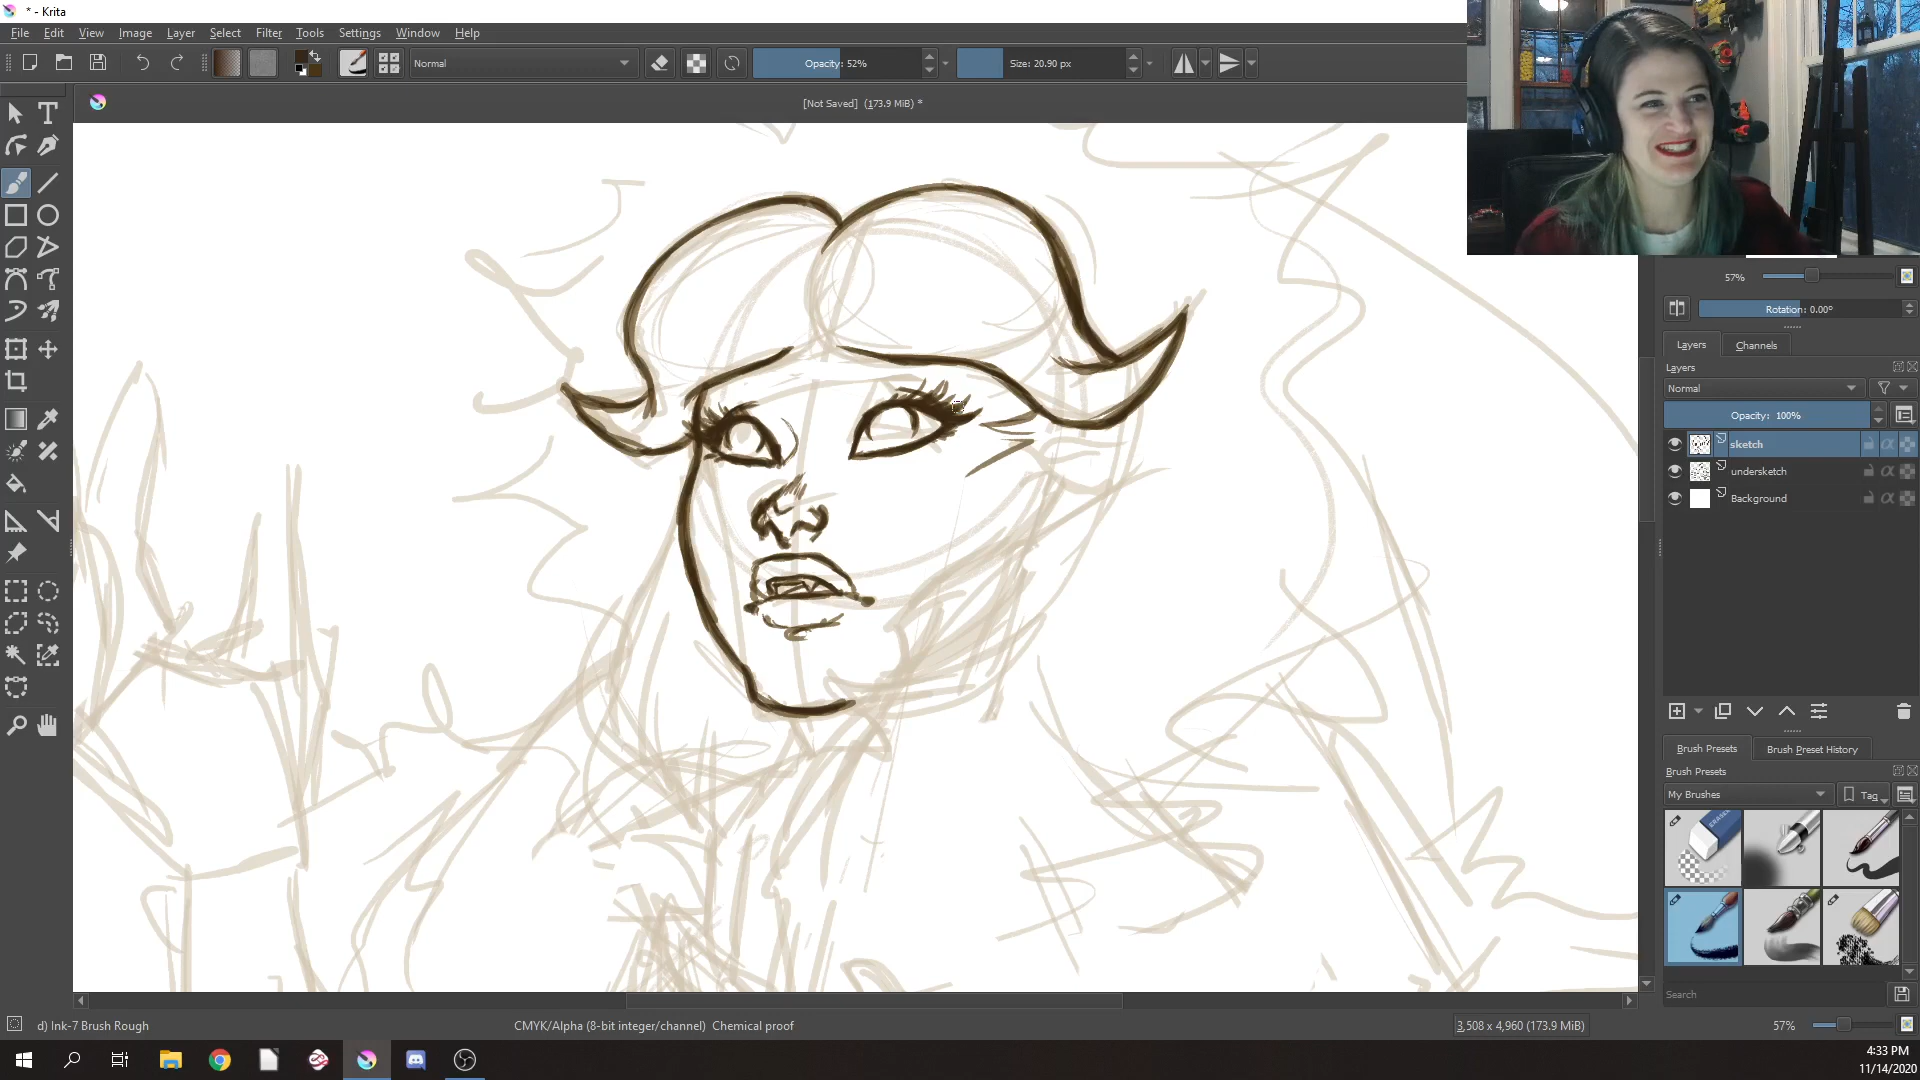 * - Krita
File Edit View Image Layer Select Filter Tools Settings Window Help
Normal
Opacity: 52%
Size: 20.90 px
[Not Saved] (173.9 MiB) *
57%
Rotation: 0.00°
Layers Channels
Layers
Normal
Opacity: 100%
sketch
undersketch
Background
Brush Presets Brush Preset History
Brush Presets
My Brushes
Tag
Search
d) Ink-7 Brush Rough
CMYK/Alpha (8-bit integer/channel) Chemical proof
3,508 x 4,960 (173.9 MiB)
57%
4:33 PM
11/14/2020